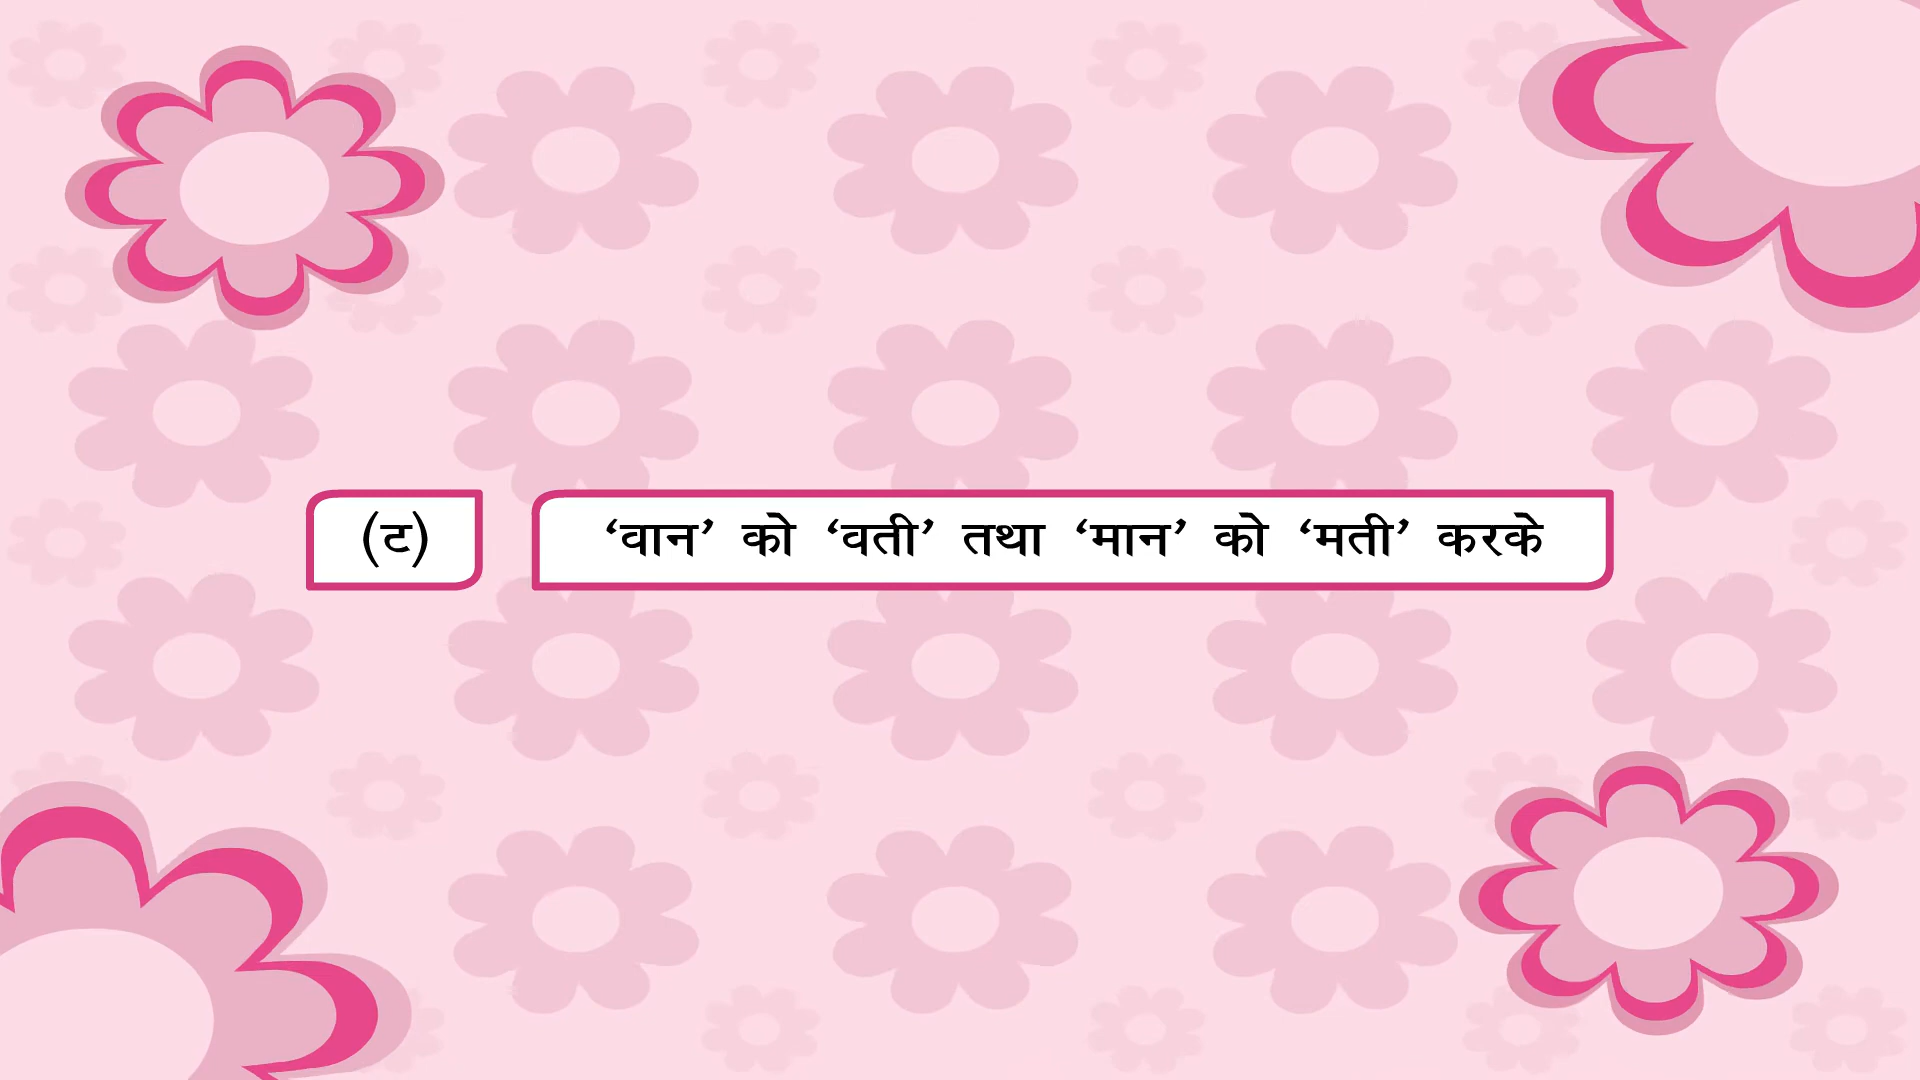 (ट) ‘वान’ को ‘वती’ तथा ‘मान’ को ‘मती’ करके